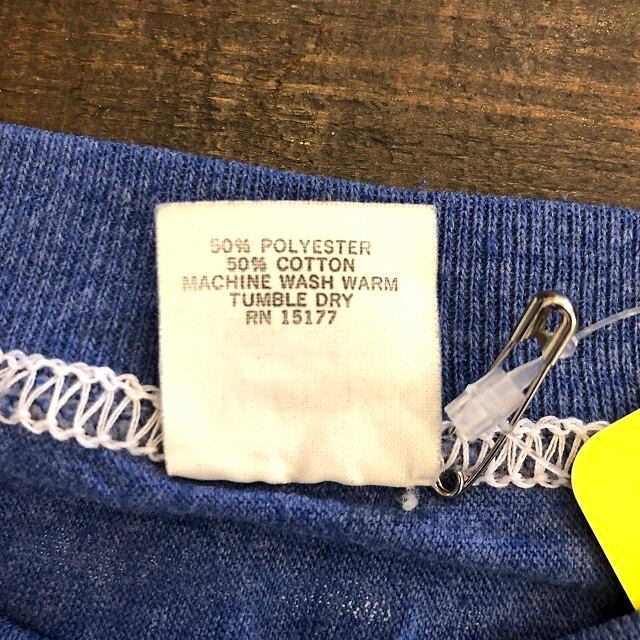 50% POLYESTER
50% COTTON
MACHINE WASH WARM
TUMBLE DRY
RN 15177